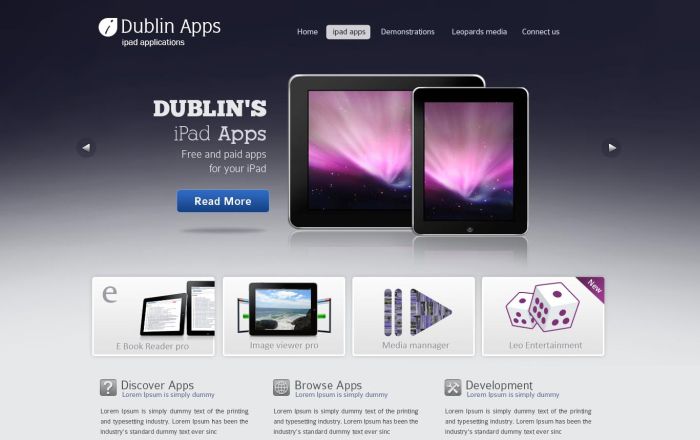 Dublin Apps
ipad applications
Home ipad apps Demonstrations Leopards media Connect us
DUBLIN'S
iPad Apps
Free and paid apps
for your iPad
Read More
e
E Book Reader pro
Image viewer pro
Media mannager
New
Leo Entertainment
Discover Apps
Lorem Ipsum is simply dummy
Lorem Ipsum is simply dummy text of the printing
and typesetting industry. Lorem Ipsum has been the
industry's standard dummy text ever sinc
Browse Apps
Lorem Ipsum is simply dummy
Lorem Ipsum is simply dummy text of the printing
and typesetting industry. Lorem Ipsum has been the
industry's standard dummy text ever sinc
Development
Lorem Ipsum is simply dummy
Lorem Ipsum is simply dummy text of the printing
and typesetting industry. Lorem Ipsum has been the
industry's standard dummy text ever sinc